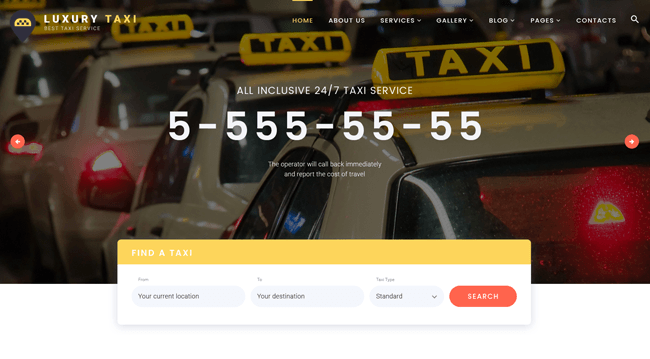 LUXURY TAXI
BEST TAXI SERVICE
HOME
ABOUT US
SERVICES
GALLERY
BLOG
PAGES
CONTACTS
TAXI
TAXI
TAXI
ALL INCLUSIVE 24/7 TAXI SERVICE
5-555-55-55
The operator will call back immediately
and report the cost of travel
FIND A TAXI
From
To
Taxi Type
Your current location
Your destination
Standard
SEARCH